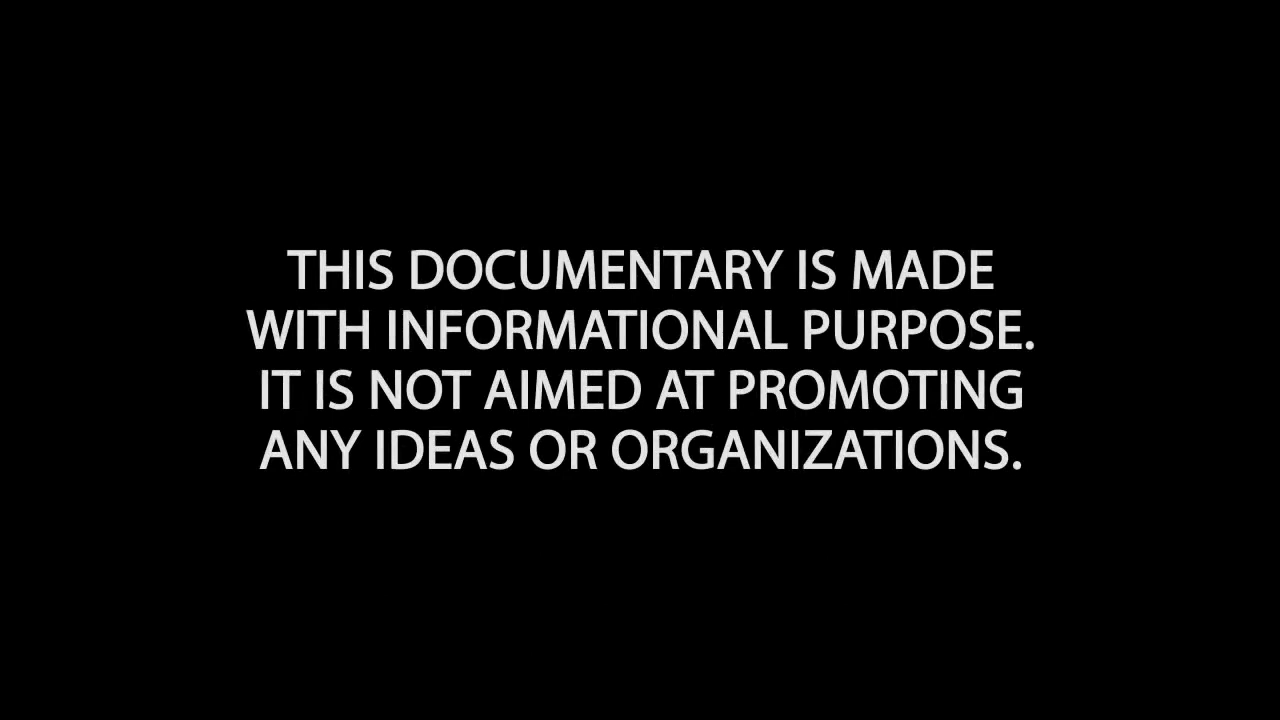 THIS DOCUMENTARY IS MADE
WITH INFORMATIONAL PURPOSE.
IT IS NOT AIMED AT PROMOTING
ANY IDEAS OR ORGANIZATIONS.